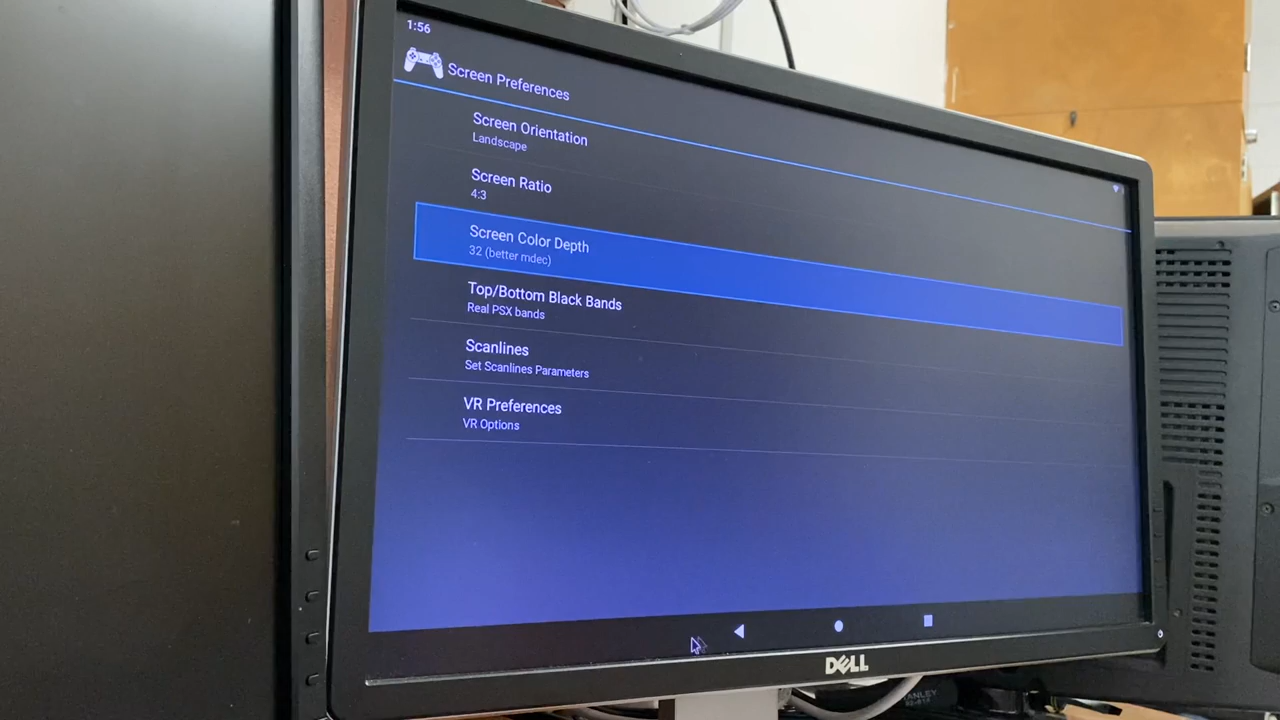 1:56
Screen Preferences
Screen Orientation
Landscape
Screen Ratio
4:3
Screen Color Depth
32 (better mdec)
Top/Bottom Black Bands
Real PSX bands
Scanlines
Set Scanlines Parameters
VR Preferences
VR Options
DELL